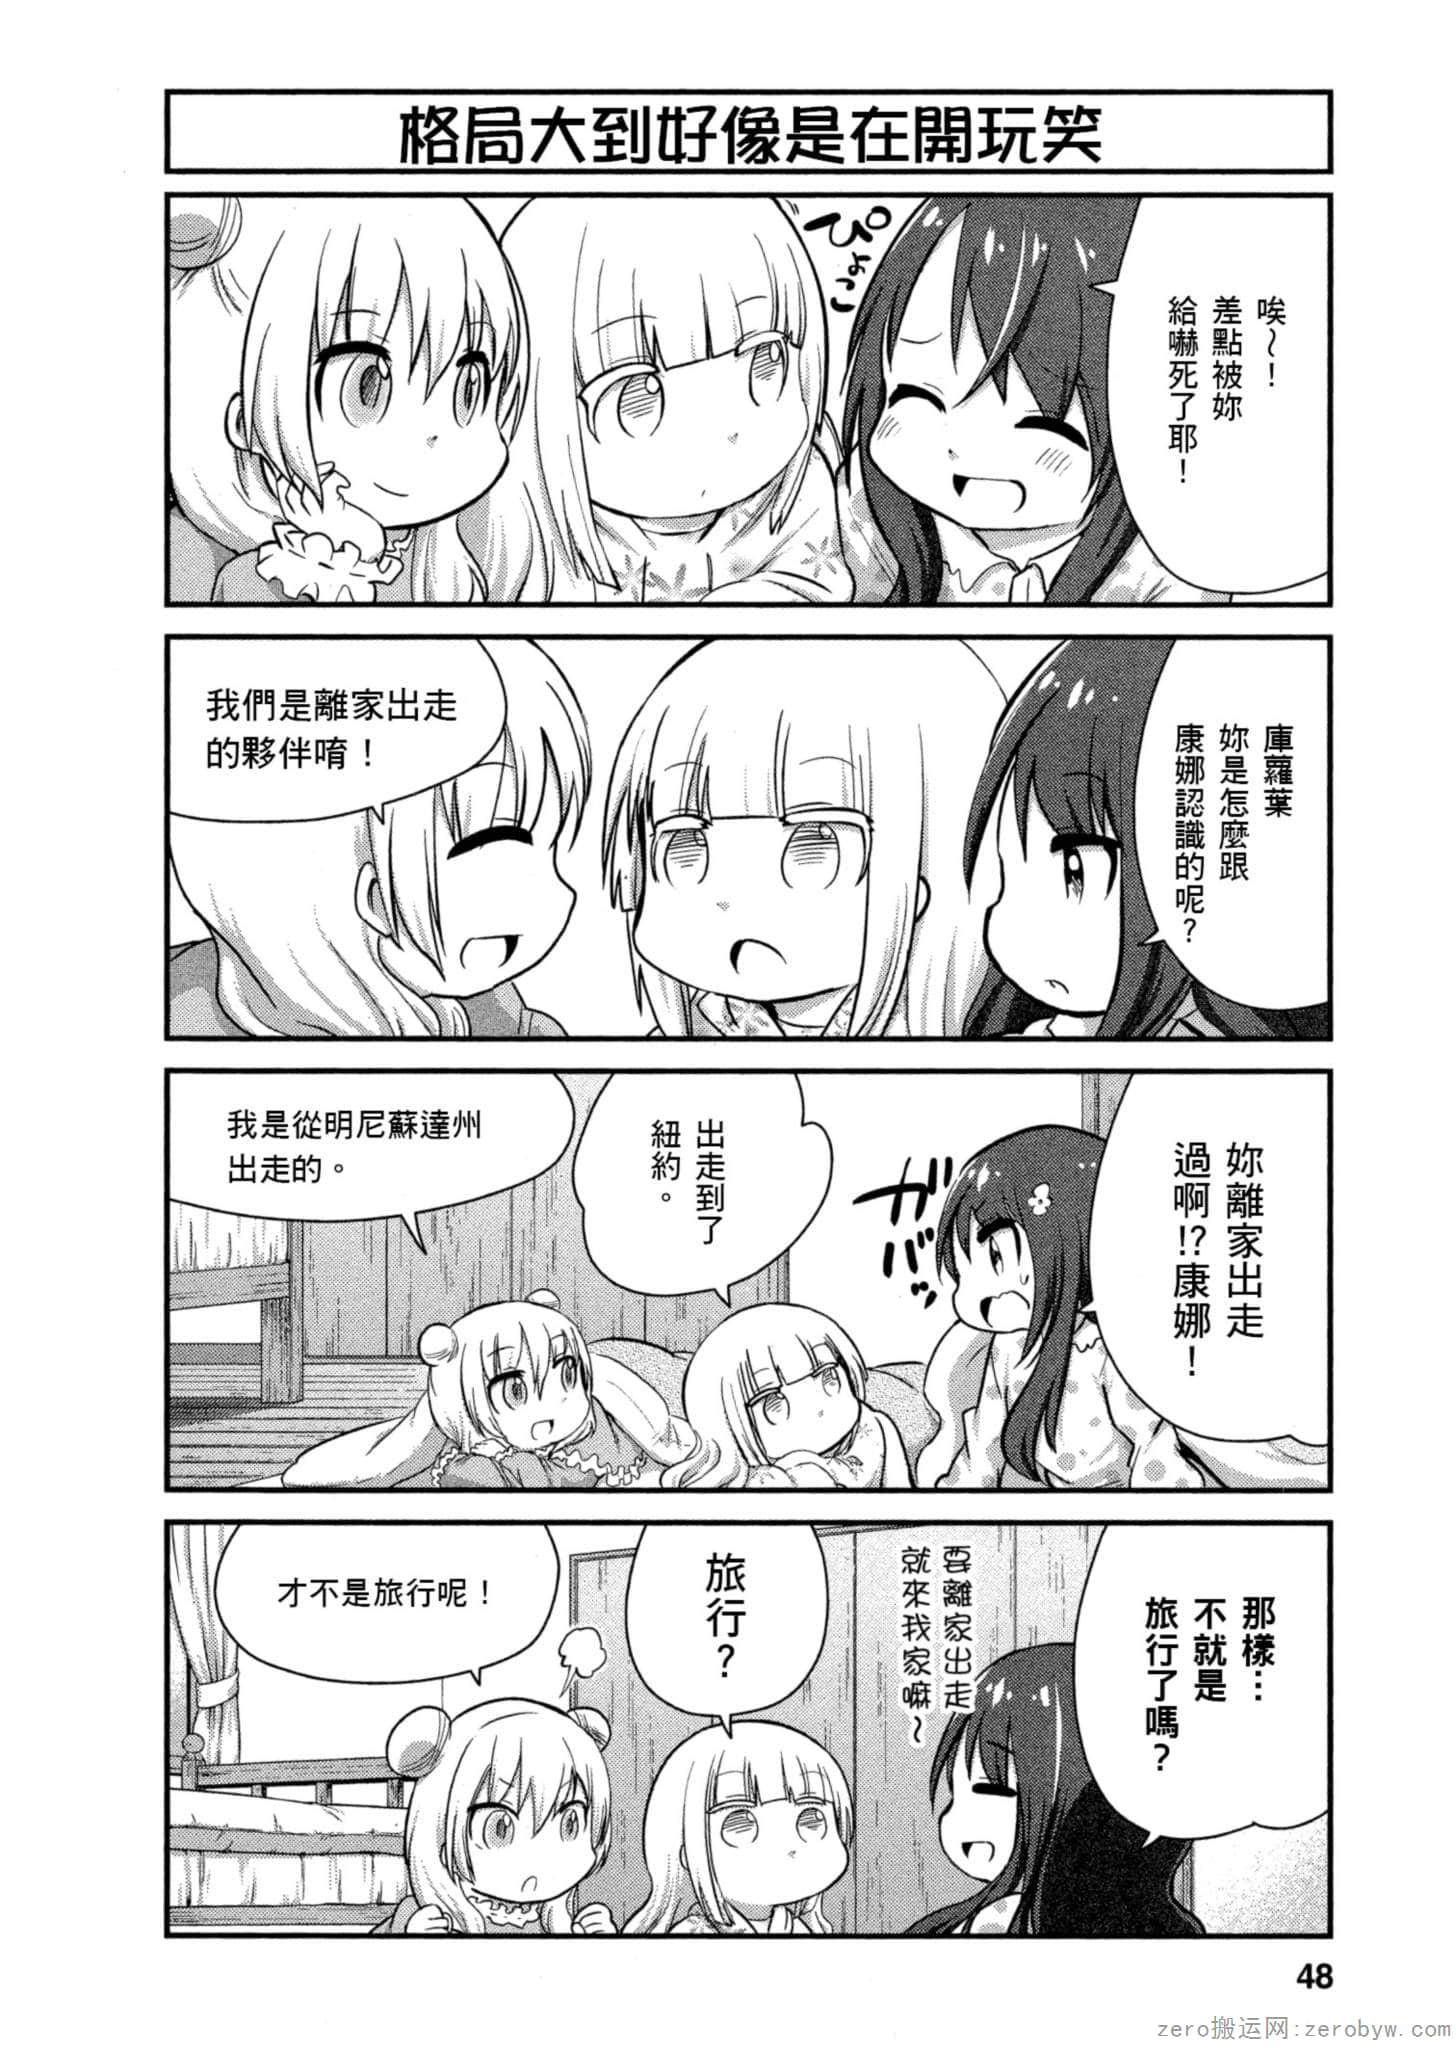 格局大到好像是在開玩笑
唉～！
差點被妳
給嚇死了耶！
ぴょこ
庫蘿葉
妳是怎麼跟
康娜認識的呢？
我們是離家出走
的夥伴唷！
妳離家出走
過啊!?康娜！
ガバッ
出走到了
紐約。
我是從明尼蘇達州
出走的。
那樣…
不就是
旅行了嗎？
要離家出走
就來我家嘛～
旅行？
才不是旅行呢！
48
zero搬运网:zerobyw.com